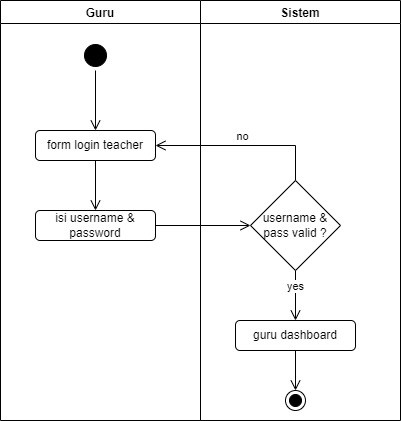 Guru
Sistem
form login teacher
no
isi username &
password
username &
pass valid ?
yes
guru dashboard